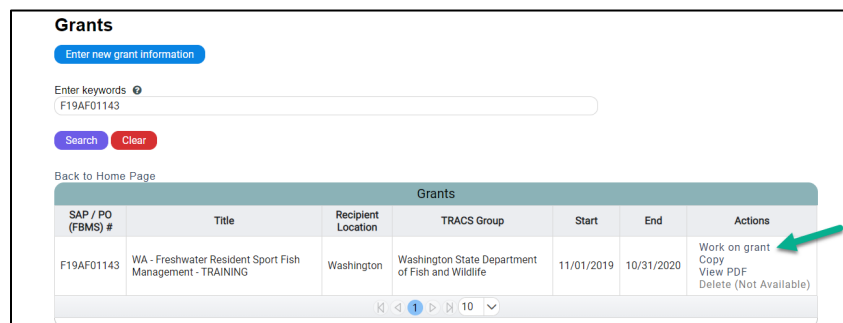 Grants
Enter new grant information
Enter keywords
F19AF01143
Search Clear
Back to Home Page
Grants
SAP / PO (FBMS) # Title Recipient Location TRACS Group Start End Actions
F19AF01143 WA - Freshwater Resident Sport Fish Management - TRAINING Washington Washington State Department of Fish and Wildlife 11/01/2019 10/31/2020 Work on grant
Copy
View PDF
Delete (Not Available)
1 10